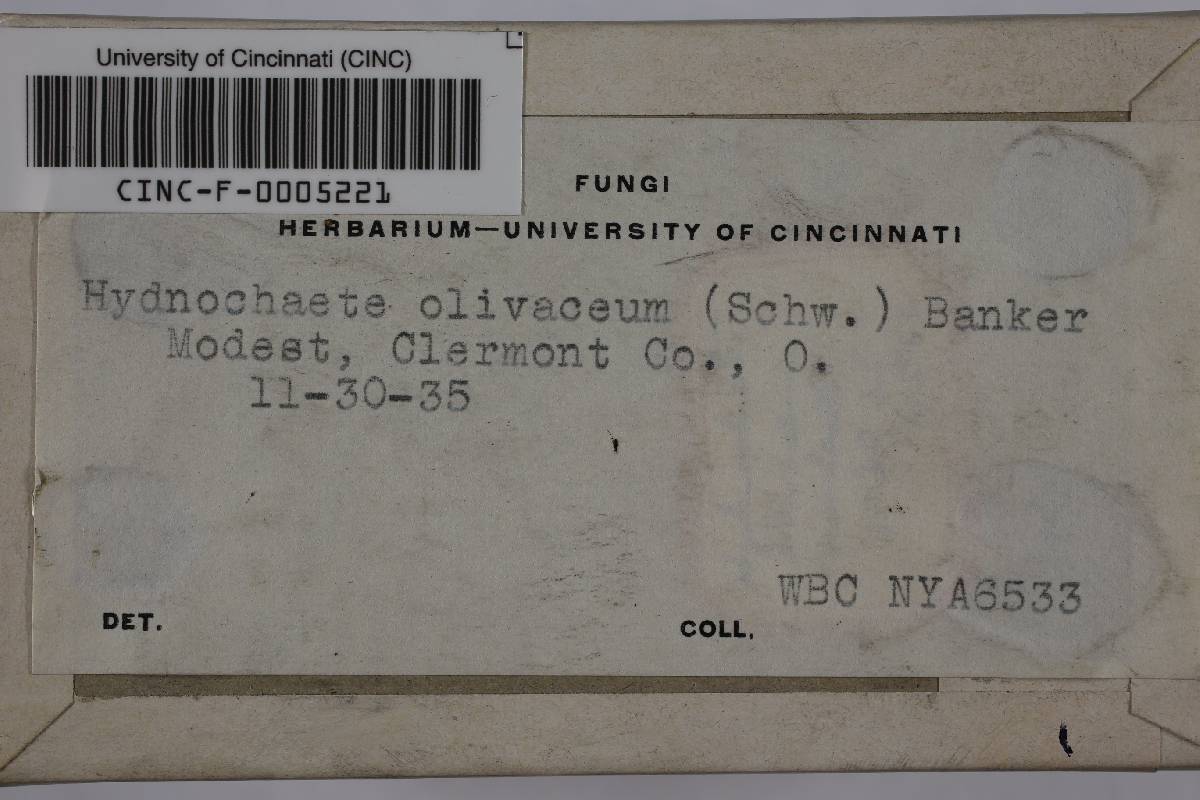 University of Cincinnati (CINC)
CINC-F-0005221
FUNGI
HERBARIUM—UNIVERSITY OF CINCINNATI
Hydnochaete olivaceum (Schw.) Banker
Modest, Clermont Co., O.
11-30-35
WBC NYA6533
DET.
COLL.